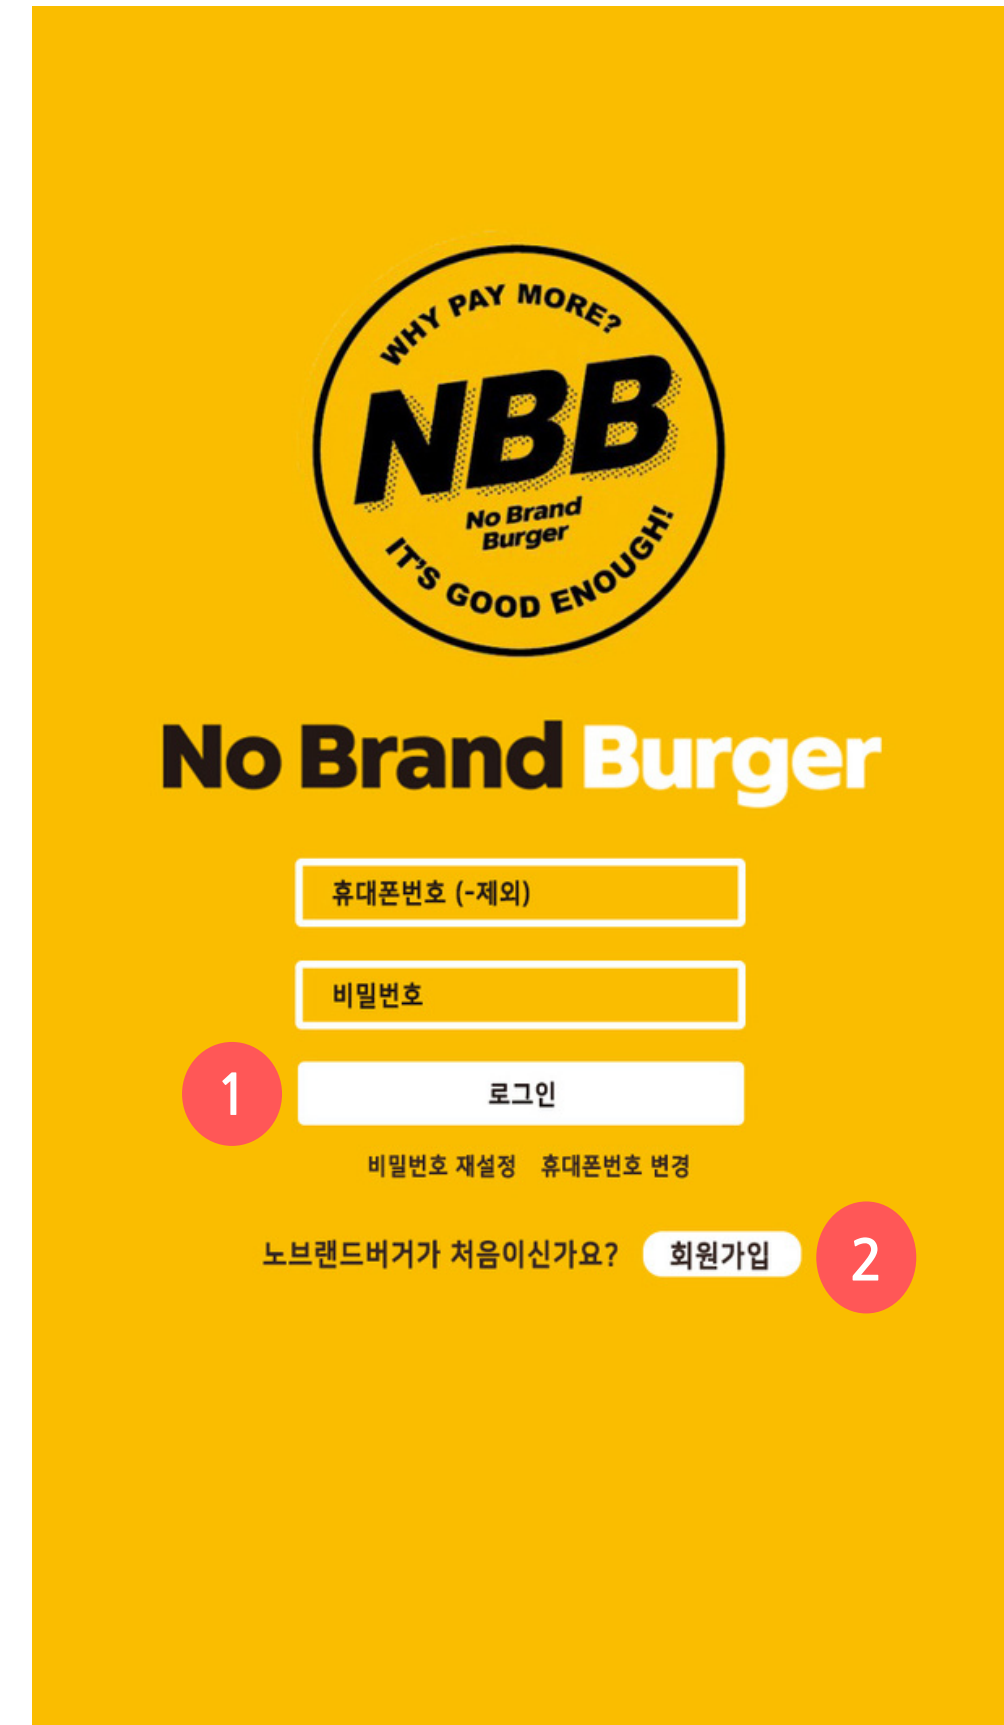 WHY PAY MORE?
NBB
No Brand
Burger
IT'S GOOD ENOUGH!
No Brand Burger
휴대폰번호 (-제외)
비밀번호
1
로그인
비밀번호 재설정 휴대폰번호 변경
노브랜드버거가 처음이신가요? 회원가입 2